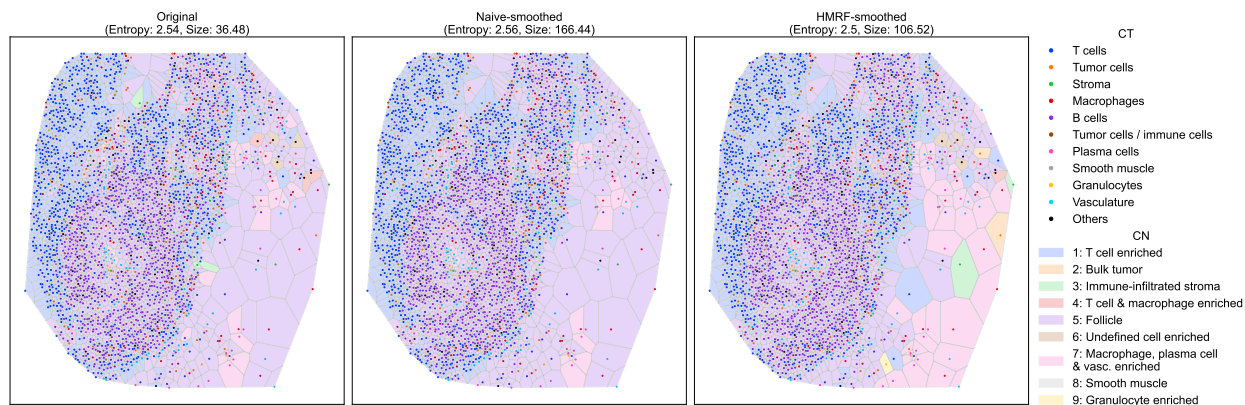 Original
(Entropy: 2.54, Size: 36.48)
Naive-smoothed
(Entropy: 2.56, Size: 166.44)
HMRF-smoothed
(Entropy: 2.5, Size: 106.52)
CT
T cells
Tumor cells
Stroma
Macrophages
B cells
Tumor cells / immune cells
Plasma cells
Smooth muscle
Granulocytes
Vasculature
Others
CN
1: T cell enriched
2: Bulk tumor
3: Immune-infiltrated stroma
4: T cell & macrophage enriched
5: Follicle
6: Undefined cell enriched
7: Macrophage, plasma cell
& vasc. enriched
8: Smooth muscle
9: Granulocyte enriched